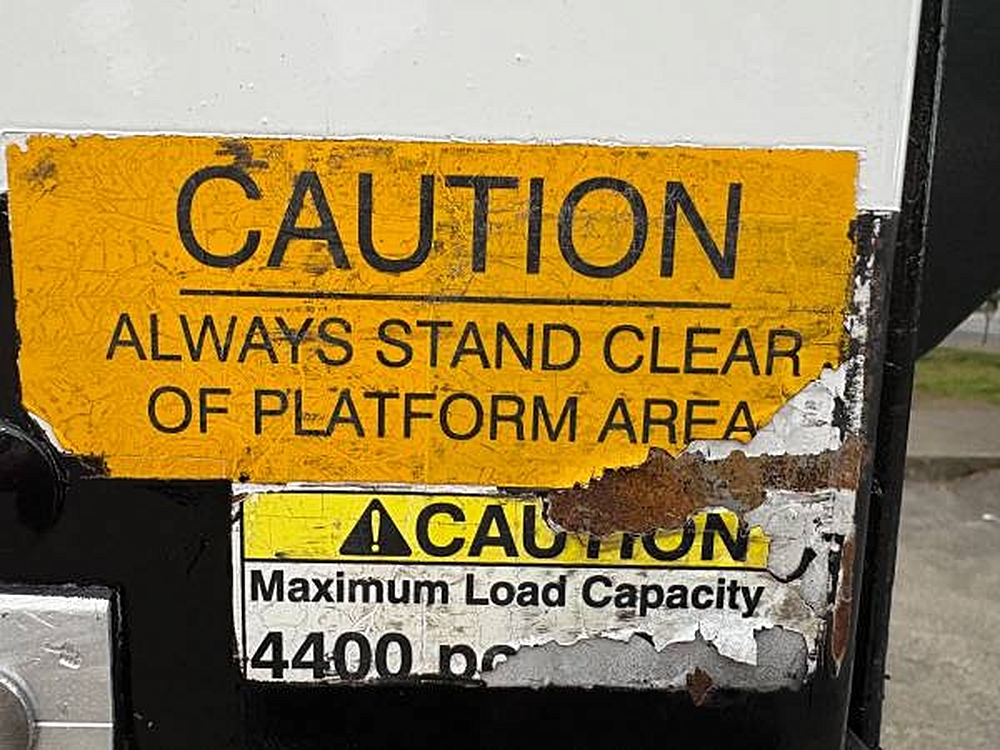 CAUTION
ALWAYS STAND CLEAR
OF PLATFORM AREA
CAUTION
Maximum Load Capacity
4400